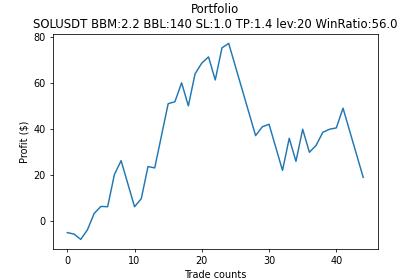 Portfolio
SOLUSDT BBM:2.2 BBL:140 SL:1.0 TP:1.4 lev:20 WinRatio:56.0
80
60
40
20
0
Profit ($)
0 10 20 30 40
Trade counts